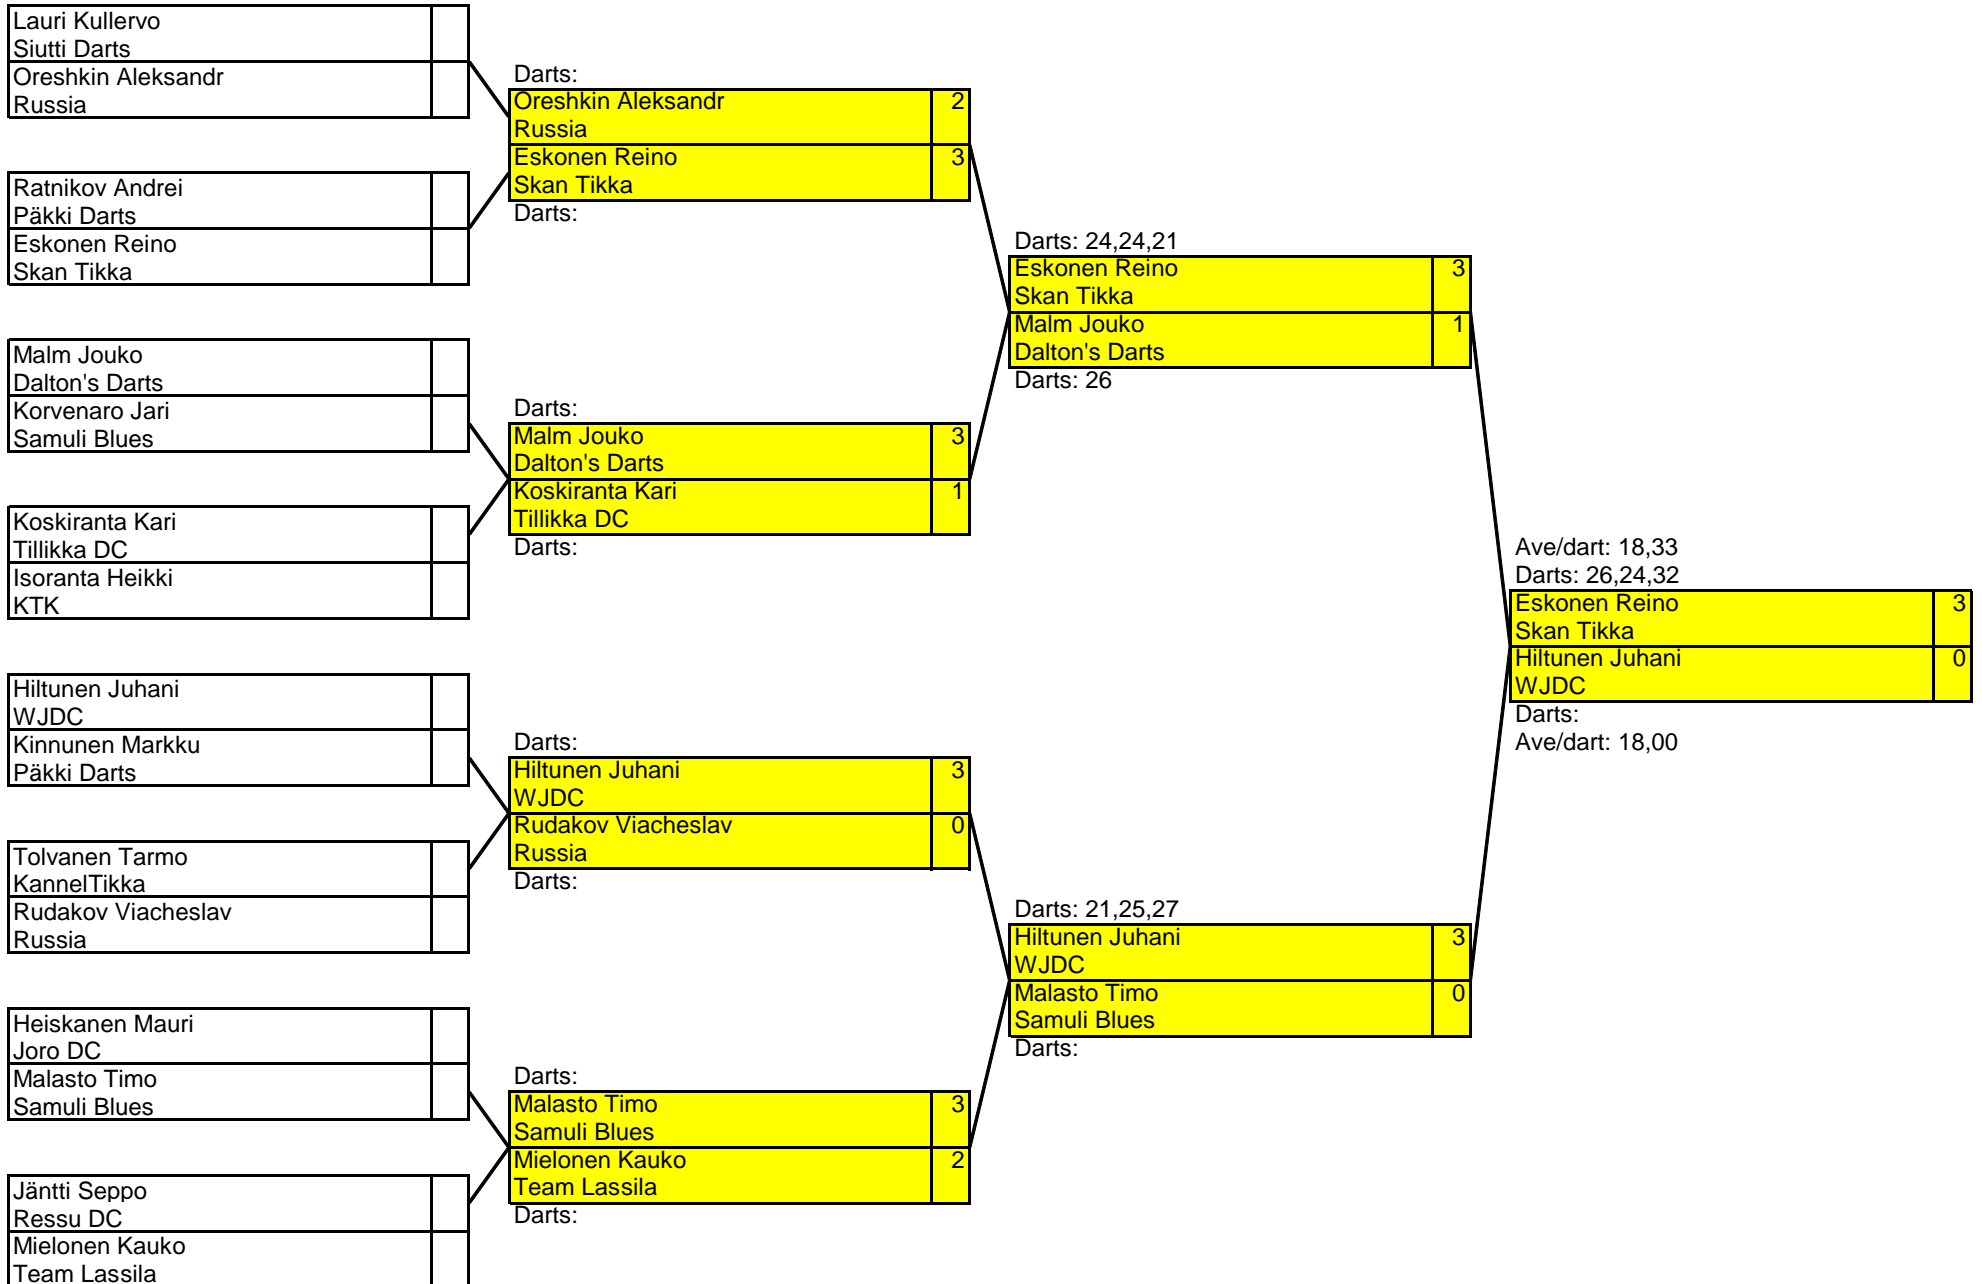 Lauri Kullervo
Siutti Darts
Oreshkin Aleksandr
Russia
Ratnikov Andrei
Päkki Darts
Eskonen Reino
Skan Tikka
Malm Jouko
Dalton's Darts
Korvenaro Jari
Samuli Blues
Koskiranta Kari
Tillikka DC
Isoranta Heikki
KTK
Hiltunen Juhani
WJDC
Kinnunen Markku
Päkki Darts
Tolvanen Tarmo
KannelTikka
Rudakov Viacheslav
Russia
Heiskanen Mauri
Joro DC
Malasto Timo
Samuli Blues
Jäntti Seppo
Ressu DC
Mielonen Kauko
Team Lassila
Darts:
Oreshkin Aleksandr 2
Russia
Eskonen Reino 3
Skan Tikka
Darts:
Darts:
Malm Jouko 3
Dalton's Darts
Koskiranta Kari 1
Tillikka DC
Darts:
Darts:
Hiltunen Juhani 3
WJDC
Rudakov Viacheslav 0
Russia
Darts:
Darts:
Malasto Timo 3
Samuli Blues
Mielonen Kauko 2
Team Lassila
Darts:
Darts: 24,24,21
Eskonen Reino 3
Skan Tikka
Malm Jouko 1
Dalton's Darts
Darts: 26
Darts: 21,25,27
Hiltunen Juhani 3
WJDC
Malasto Timo 0
Samuli Blues
Darts:
Ave/dart: 18,33
Darts: 26,24,32
Eskonen Reino 3
Skan Tikka
Hiltunen Juhani 0
WJDC
Darts:
Ave/dart: 18,00